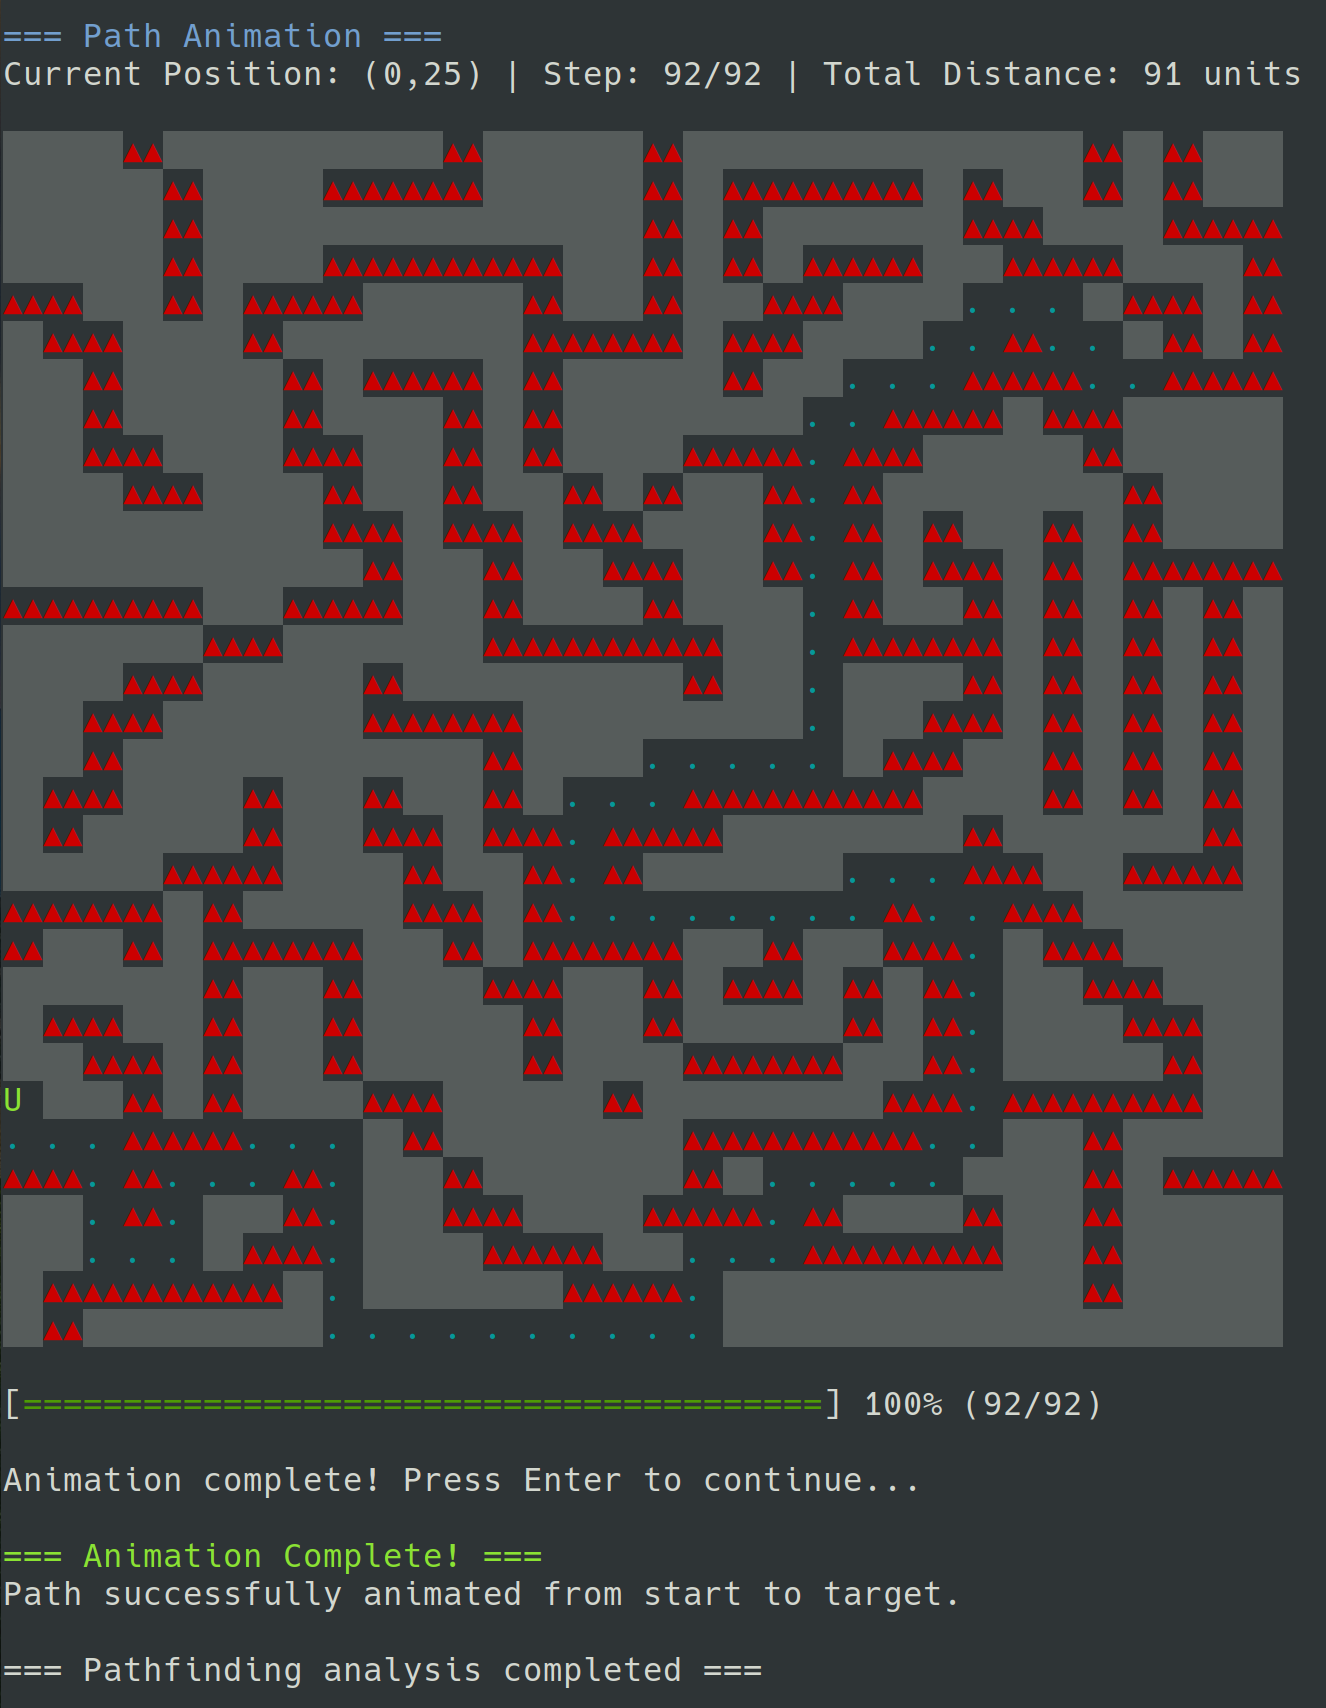 === Path Animation ===
Current Position: (0,25) | Step: 92/92 | Total Distance: 91 units
U
[========================================] 100% (92/92)
Animation complete! Press Enter to continue...
=== Animation Complete! ===
Path successfully animated from start to target.
=== Pathfinding analysis completed ===